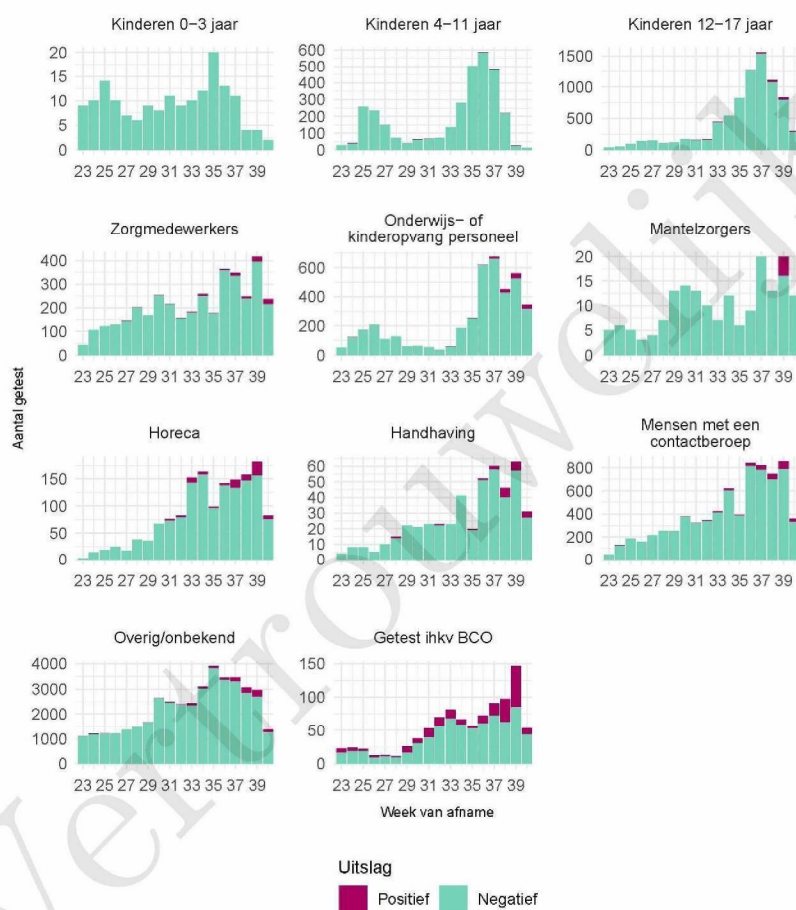 Kinderen 0−3 jaar
Kinderen 4−11 jaar
Kinderen 12−17 jaar
20
15
10
5
0
600
500
400
300
200
100
0
1500
1000
500
0
23 25 27 29 31 33 35 37 39
23 25 27 29 31 33 35 37 39
23 25 27 29 31 33 35 37 39
Zorgmedewerkers
Onderwijs− of
kinderopvang personeel
Mantelzorgers
400
300
200
100
0
600
400
200
0
20
15
10
5
0
23 25 27 29 31 33 35 37 39
23 25 27 29 31 33 35 37 39
23 25 27 29 31 33 35 37 39
Aantal getest
Horeca
Handhaving
Mensen met een
contactberoep
150
100
50
0
60
50
40
30
20
10
0
800
600
400
200
0
23 25 27 29 31 33 35 37 39
23 25 27 29 31 33 35 37 39
23 25 27 29 31 33 35 37 39
Overig/onbekend
Getest ihkv BCO
4000
3000
2000
1000
0
150
100
50
0
23 25 27 29 31 33 35 37 39
23 25 27 29 31 33 35 37 39
Week van afname
Uitslag
Positief
Negatief
Vertrouwelijk